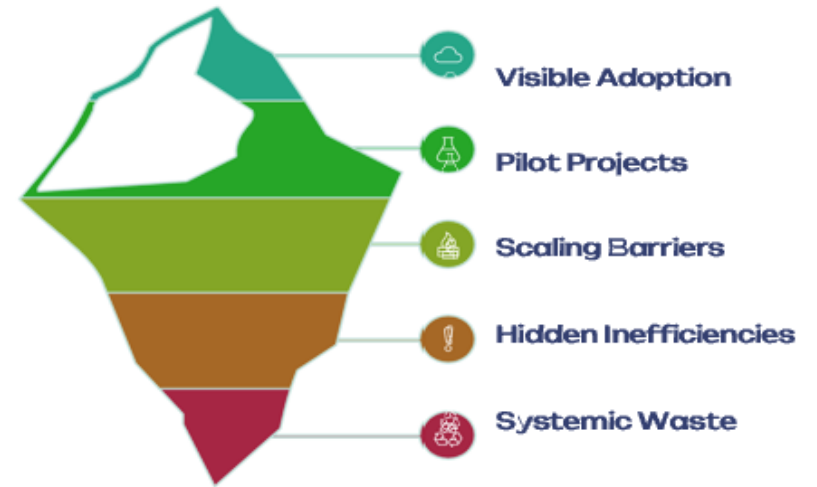 Visible Adoption
Pilot Projects
Scaling Barriers
Hidden Inefficiencies
Systemic Waste